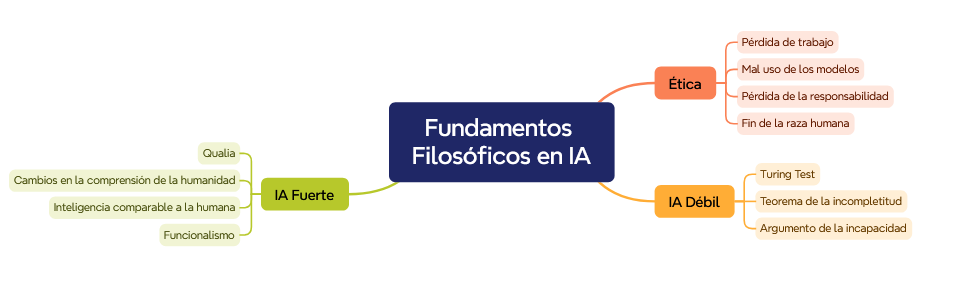 Fundamentos
Filosóficos en IA
Ética
Pérdida de trabajo
Mal uso de los modelos
Pérdida de la responsabilidad
Fin de la raza humana
IA Débil
Turing Test
Teorema de la incompletitud
Argumento de la incapacidad
IA Fuerte
Qualia
Cambios en la comprensión de la humanidad
Inteligencia comparable a la humana
Funcionalismo